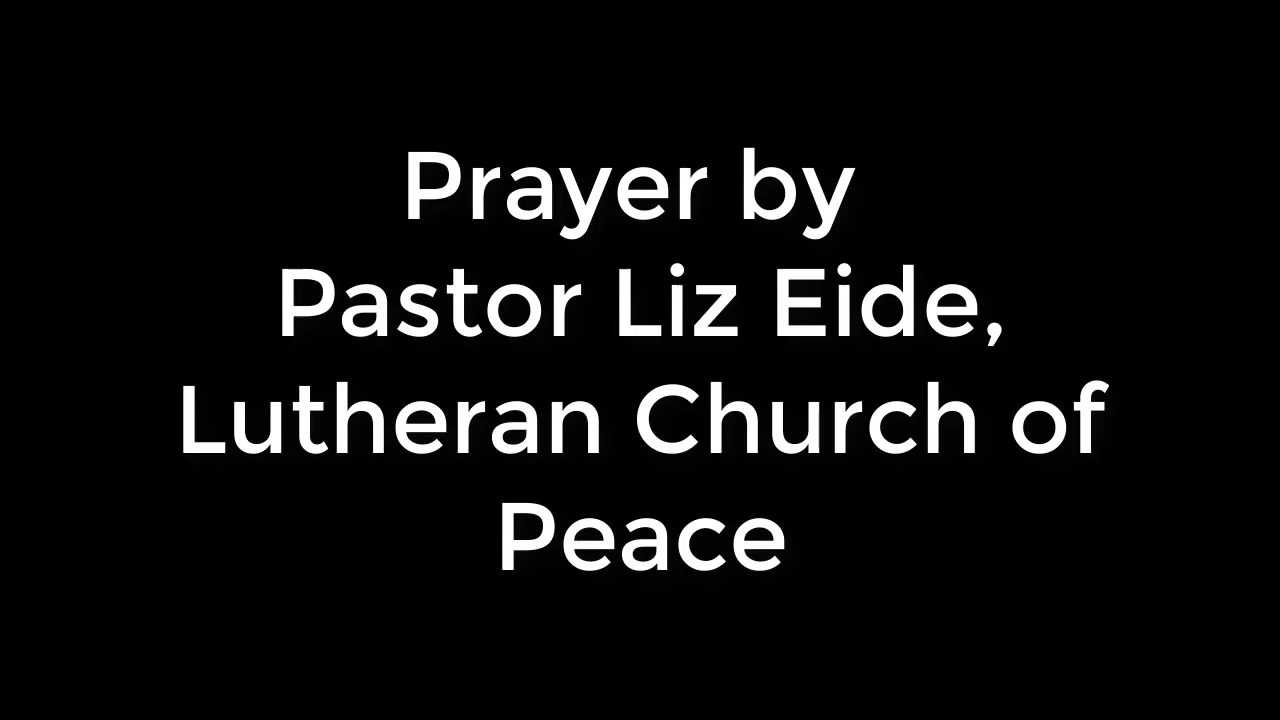 Prayer by
Pastor Liz Eide,
Lutheran Church of
Peace